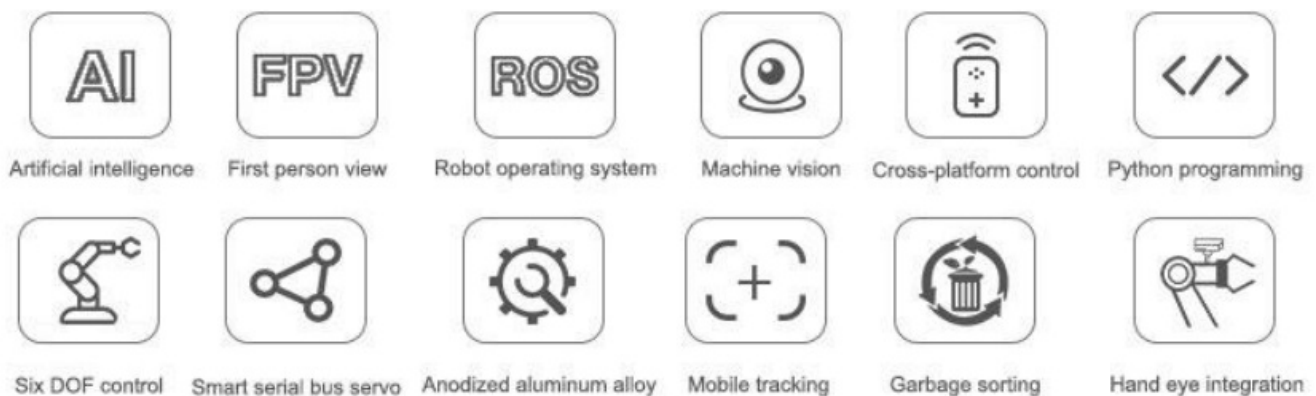 AI
FPV
ROS
</>
Artificial intelligence
First person view
Robot operating system
Machine vision
Cross-platform control
Python programming
Six DOF control
Smart serial bus servo
Anodized aluminum alloy
Mobile tracking
Garbage sorting
Hand eye integration